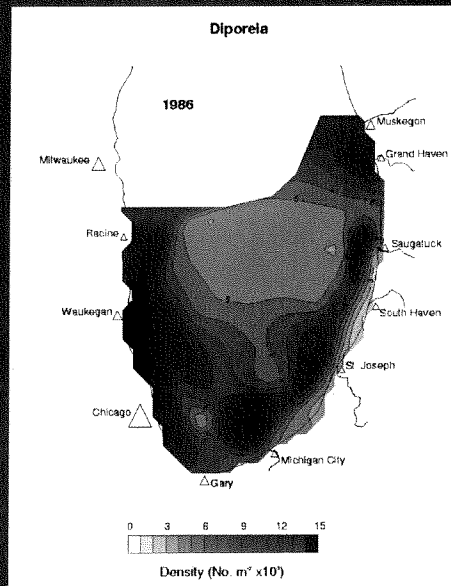 Diporeia
1986
Muskegon
Grand Haven
Milwaukee
Racine
Saugatuck
Waukegan
South Haven
St. Joseph
Chicago
Michigan City
Gary
0 3 6 9 12 15
Density (No. m⁻² x10³)